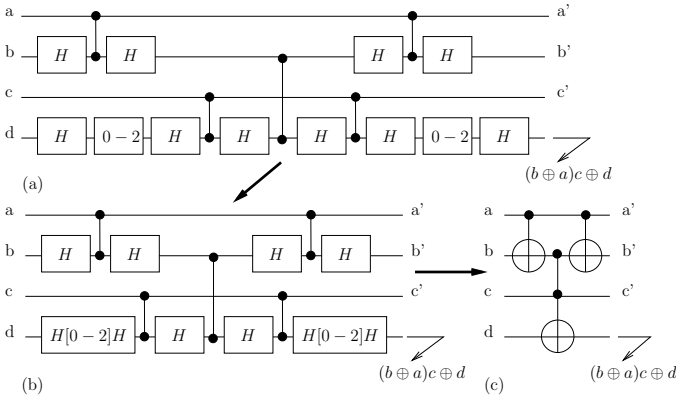 a a'
b H H H H b'
c c'
d H 0 − 2 H H H H 0 − 2 H
(b ⊕ a)c ⊕ d
(a)
a a' a a'
b H H H H b' b b'
c c' c c'
d H[0 − 2]H H H H[0 − 2]H d
(b ⊕ a)c ⊕ d (b ⊕ a)c ⊕ d
(b) (c)